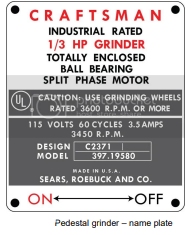 CRAFTSMAN
INDUSTRIAL RATED
1/3 HP GRINDER
TOTALLY ENCLOSED
BALL BEARING
SPLIT PHASE MOTOR
UL CAUTION: USE GRINDING WHEELS
RATED 3600 R.P.M. OR MORE
115 VOLTS 60 CYCLES 3.5 AMPS
3450 R.P.M.
DESIGN C2371
MODEL 397.19580
MADE IN U.S.A.
SEARS, ROEBUCK AND CO.
ON OFF
Pedestal grinder – name plate